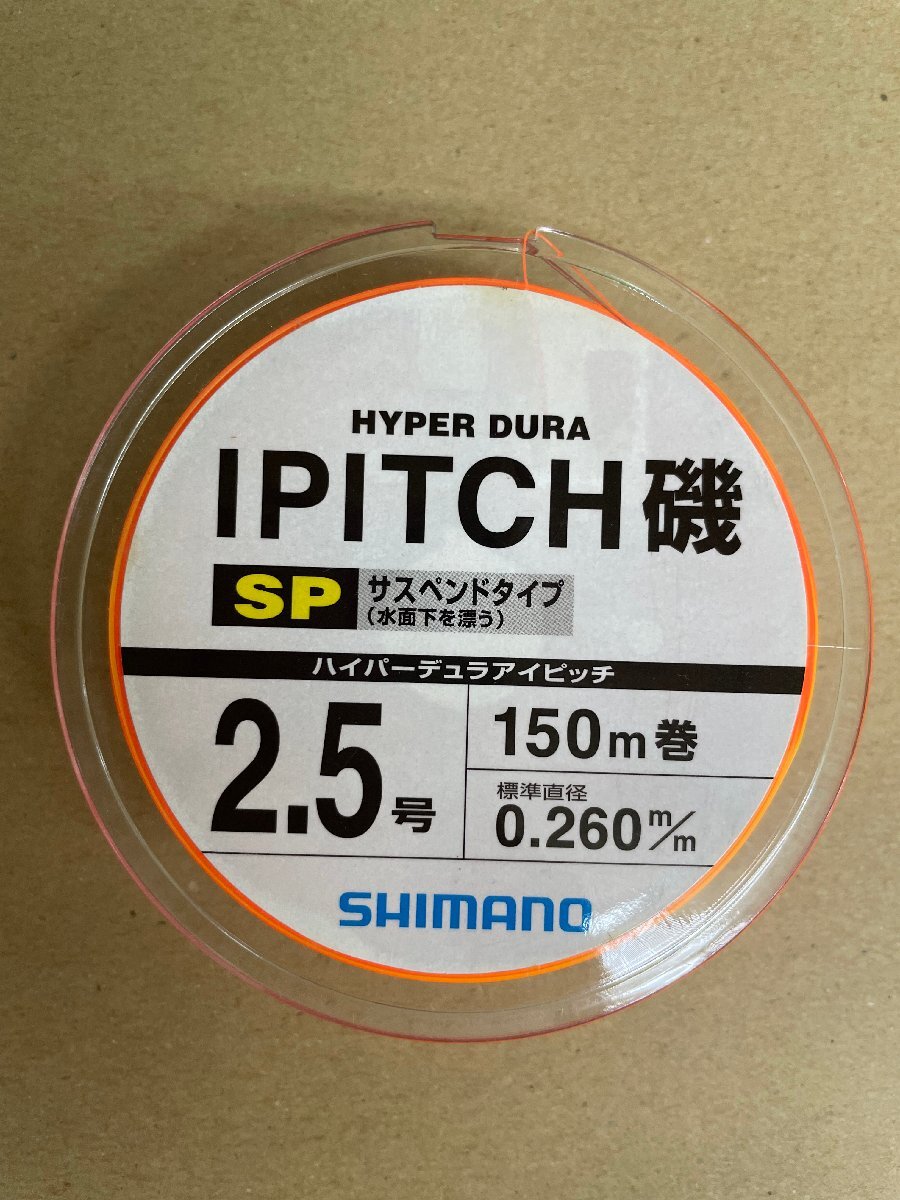 HYPER DURA
IPITCH磯
SP サスペンドタイプ
(水面下を漂う)
ハイパーデュラアイピッチ
2.5号
150m巻
標準直径
0.260m/m
SHIMANO